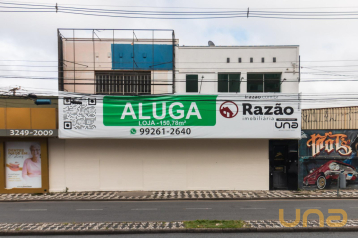 ALUGA
LOJA - 150,78m²
99261-2640
Razão
imobiliária
una
3249-2009
una